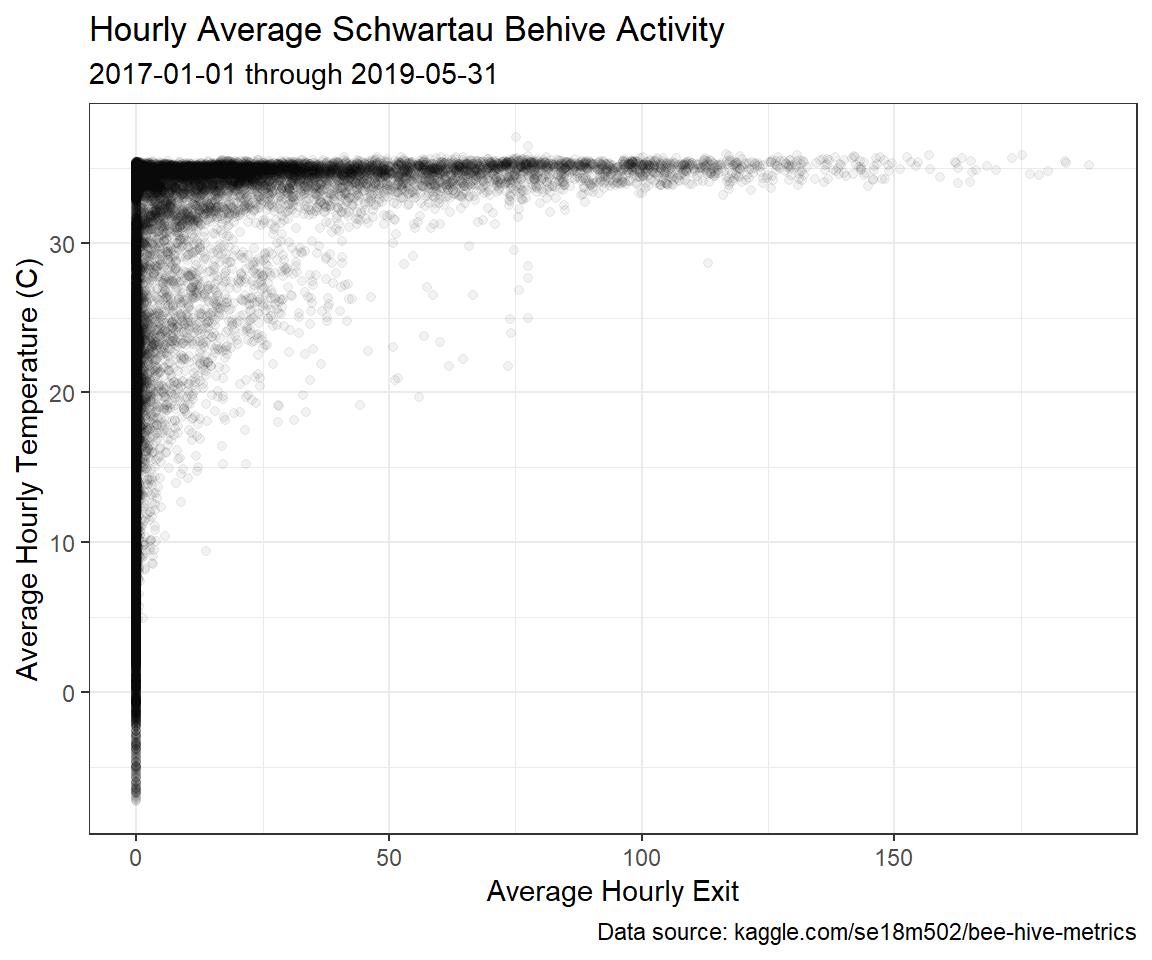 Hourly Average Schwartau Behive Activity
2017-01-01 through 2019-05-31
Average Hourly Temperature (C)
30
20
10
0
0 50 100 150
Average Hourly Exit
Data source: kaggle.com/se18m502/bee-hive-metrics